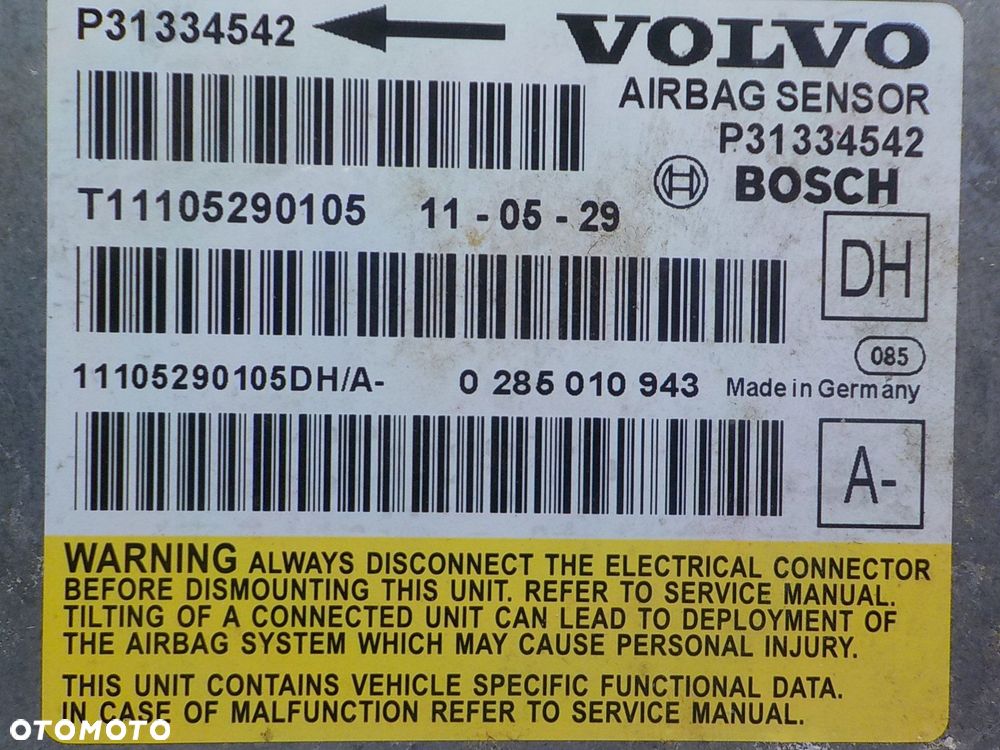 P31334542
VOLVO
AIRBAG SENSOR
P31334542
BOSCH
T11105290105 11 - 05 - 29
DH
085
11105290105DH/A- 0 285 010 943 Made in Germany
A-
WARNING ALWAYS DISCONNECT THE ELECTRICAL CONNECTOR
BEFORE DISMOUNTING THIS UNIT. REFER TO SERVICE MANUAL.
TILTING OF A CONNECTED UNIT CAN LEAD TO DEPLOYMENT OF
THE AIRBAG SYSTEM WHICH MAY CAUSE PERSONAL INJURY.
THIS UNIT CONTAINS VEHICLE SPECIFIC FUNCTIONAL DATA.
IN CASE OF MALFUNCTION REFER TO SERVICE MANUAL.
OTOMOTO